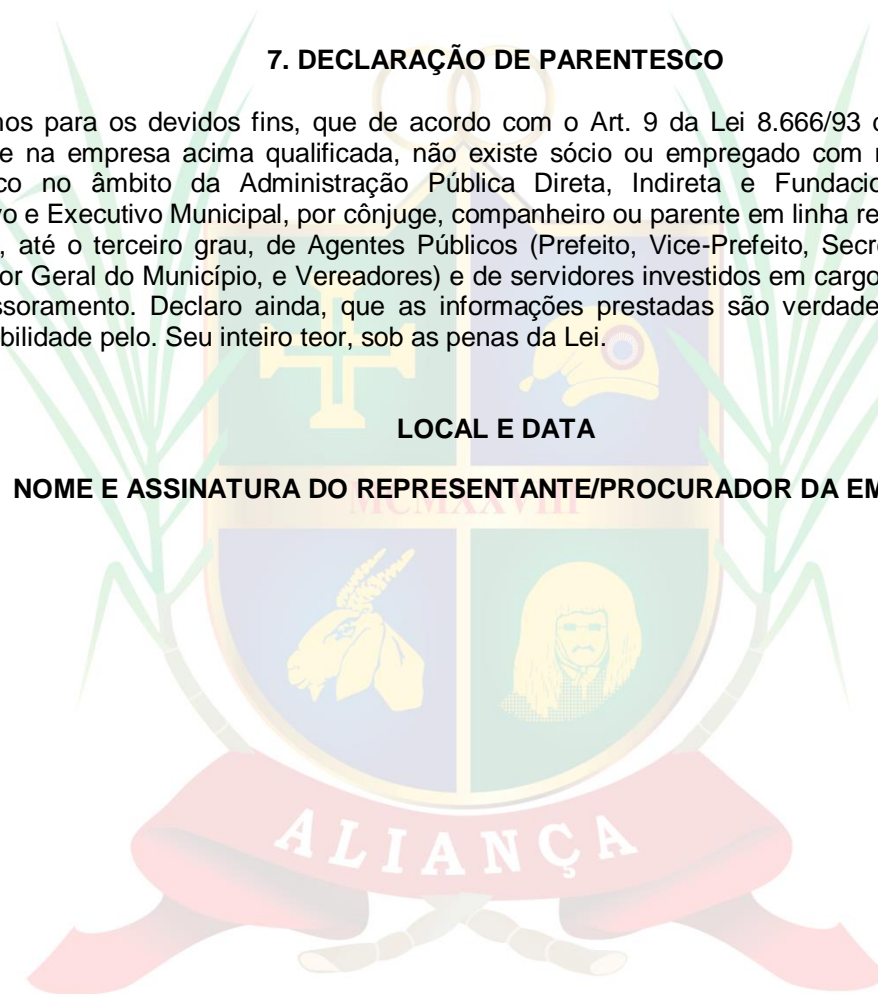 7. DECLARAÇÃO DE PARENTESCO
nos para os devidos fins, que de acordo com o Art. 9 da Lei 8.666/93
e na empresa acima qualificada, não existe sócio ou empregado com
co no âmbito da Administração Pública Direta, Indireta e
vo e Executivo Municipal, por cônjuge, companheiro ou parente em linha
, até o terceiro grau, de Agentes Públicos (Prefeito, Vice-Prefeito,
or Geral do Município, e Vereadores) e de servidores investidos em cargo
ssoramento. Declaro ainda, que as informações prestadas são
bilidade pelo. Seu inteiro teor, sob as penas da Lei.
LOCAL E DATA
NOME E ASSINATURA DO REPRESENTANTE/PROCURADOR DA
MCMXXVIII
ALIANÇA